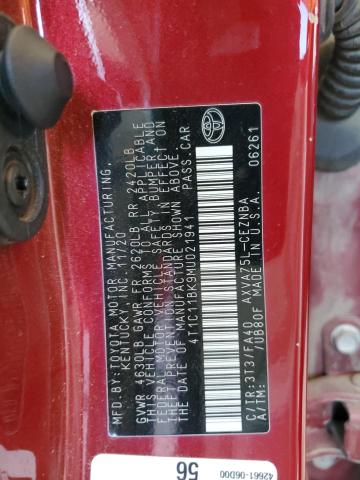 MFD.BY:TOYOTA MOTOR MANUFACTURING,
KENTUCKY, INC. 11/20
GVWR 4630LB GAWR FR 2620LB RR 2420LB
THIS VEHICLE CONFORMS TO ALL APPLICABLE
FEDERAL MOTOR VEHICLE SAFETY, BUMPER, AND
THEFT PREVENTION STANDARDS IN EFFECT ON
THE DATE OF MANUFACTURE SHOWN ABOVE.
4T1C11BK9MU021941 PASS.CAR
C/TR:3T3/FA40 AXVA75L-CEZNBA
A/TM: /UB80F MADE IN U.S.A. 06261
42661-06D00
56